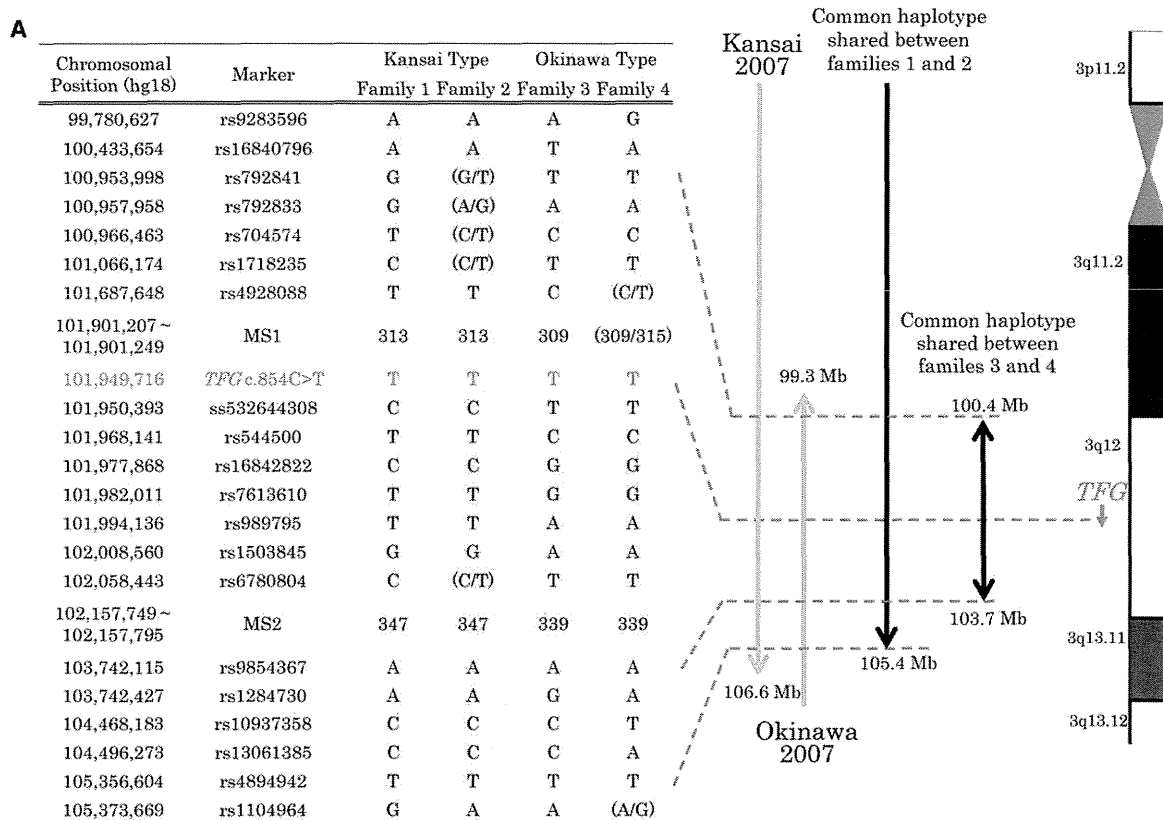 A
Chromosomal Position (hg18) Marker Kansai Type Okinawa Type
Family 1 Family 2 Family 3 Family 4
99,780,627 rs9283596 A A A G
100,433,654 rs16840796 A A T A
100,953,998 rs792841 G (G/T) T T
100,957,958 rs792833 G (A/G) A A
100,966,463 rs704574 T (C/T) C C
101,066,174 rs1718235 C (C/T) T T
101,687,648 rs4928088 T T C (C/T)
101,901,207~
101,901,249 MS1 313 313 309 (309/315)
101,949,716 TFG c.854C>T T T T T
101,950,393 ss532644308 C C T T
101,968,141 rs544500 T T C C
101,977,868 rs16842822 C C G G
101,982,011 rs7613610 T T G G
101,994,136 rs989795 T T A A
102,008,560 rs1503845 G G A A
102,058,443 rs6780804 C (C/T) T T
102,157,749~
102,157,795 MS2 347 347 339 339
103,742,115 rs9854367 A A A A
103,742,427 rs1284730 A A G A
104,468,183 rs10937358 C C C T
104,496,273 rs13061385 C C C A
105,356,604 rs4894942 T T T T
105,373,669 rs1104964 G A A (A/G)
Kansai
2007
Common haplotype
shared between
families 1 and 2
99.3 Mb
106.6 Mb
Okinawa
2007
105.4 Mb
Common haplotype
shared between
familes 3 and 4
100.4 Mb
103.7 Mb
3p11.2
3q11.2
3q12
TFG
3q13.11
3q13.12